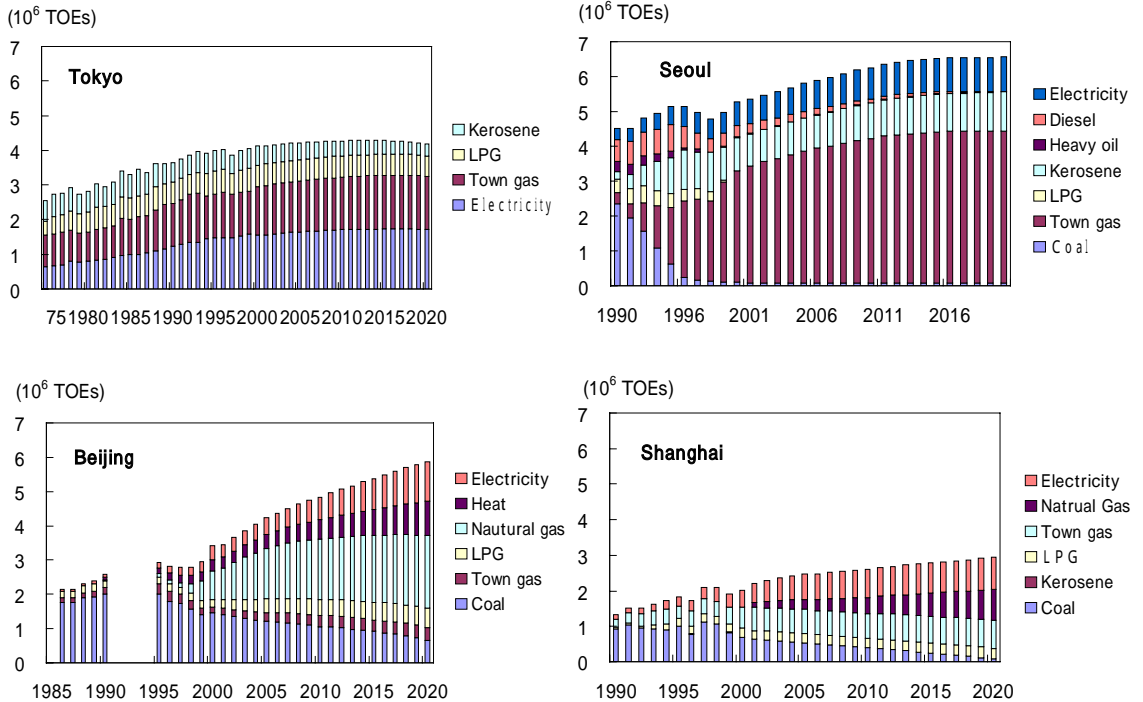 (10⁶ TOEs)
7
6
5
4
3
2
1
0
Tokyo
Kerosene
LPG
Town gas
Electricity
75 1980 1985 1990 1995 2000 2005 2010 2015 2020
(10⁶ TOEs)
7
6
5
4
3
2
1
0
Seoul
Electricity
Diesel
Heavy oil
Kerosene
LPG
Town gas
Coal
1990 1996 2001 2006 2011 2016
(10⁶ TOEs)
7
6
5
4
3
2
1
0
Beijing
Electricity
Heat
Nautural gas
LPG
Town gas
Coal
1985 1990 1995 2000 2005 2010 2015 2020
(10⁶ TOEs)
7
6
5
4
3
2
1
0
Shanghai
Electricity
Natrual Gas
Town gas
LPG
Kerosene
Coal
1990 1995 2000 2005 2010 2015 2020